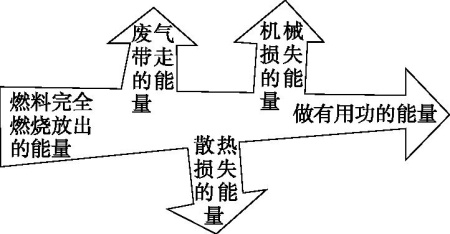 废气
带走
的能
量
机械
损失
的能
量
燃料完全
燃烧放出
的能量
做有用功的能量
散热
损失
的能
量